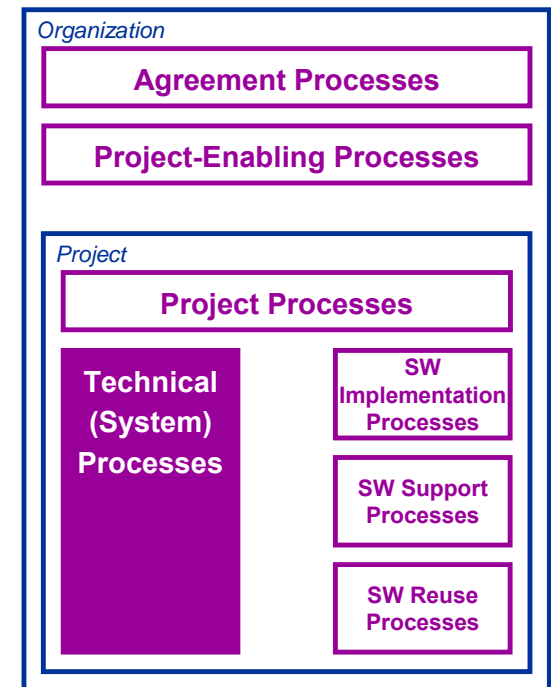 Organization
Agreement Processes
Project-Enabling Processes
Project
Project Processes
Technical
(System)
Processes
SW
Implementation
Processes
SW Support
Processes
SW Reuse
Processes